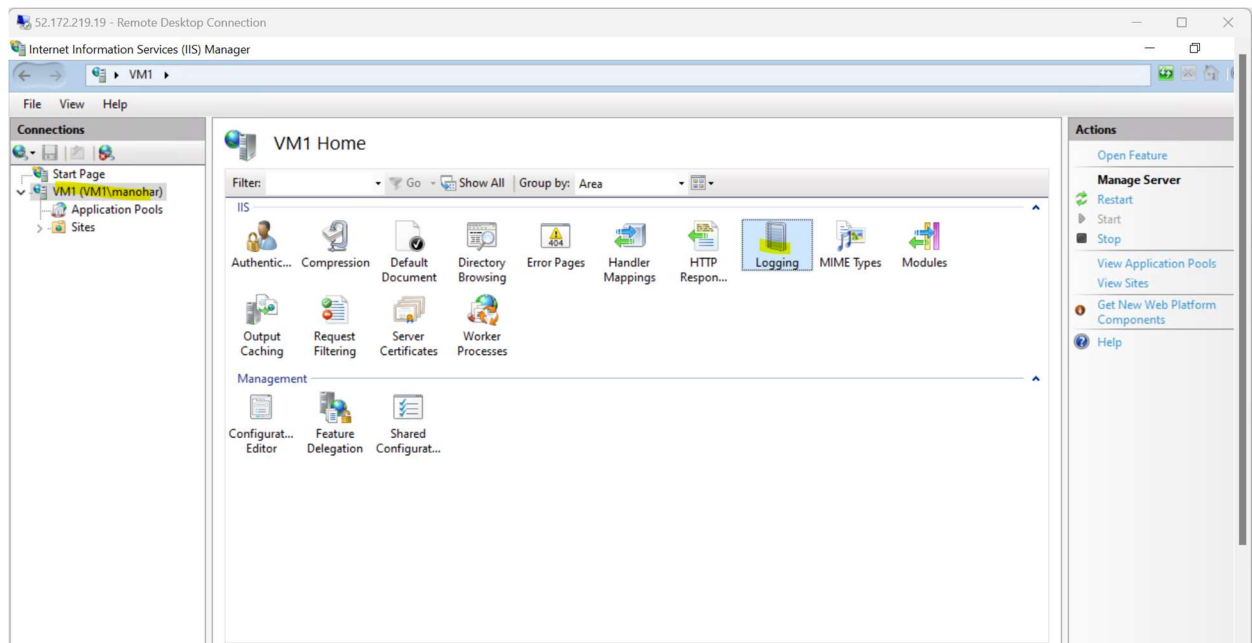 52.172.219.19 - Remote Desktop Connection
Internet Information Services (IIS) Manager
VM1
File View Help
Connections
Start Page
VM1 (VM1\manohar)
Application Pools
Sites
VM1 Home
Filter: Go Show All Group by: Area
IIS
Authentic... Compression Default Document Directory Browsing Error Pages Handler Mappings HTTP Respon... Logging MIME Types Modules
404
Output Caching Request Filtering Server Certificates Worker Processes
Management
Configurat... Editor Feature Delegation Shared Configurat...
Actions
Open Feature
Manage Server
Restart
Start
Stop
View Application Pools
View Sites
Get New Web Platform
Components
Help